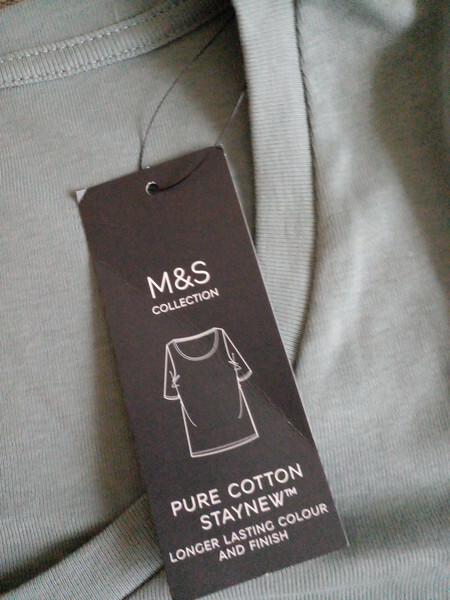 M&S
COLLECTION
PURE COTTON
STAYNEW™
LONGER LASTING COLOUR
AND FINISH